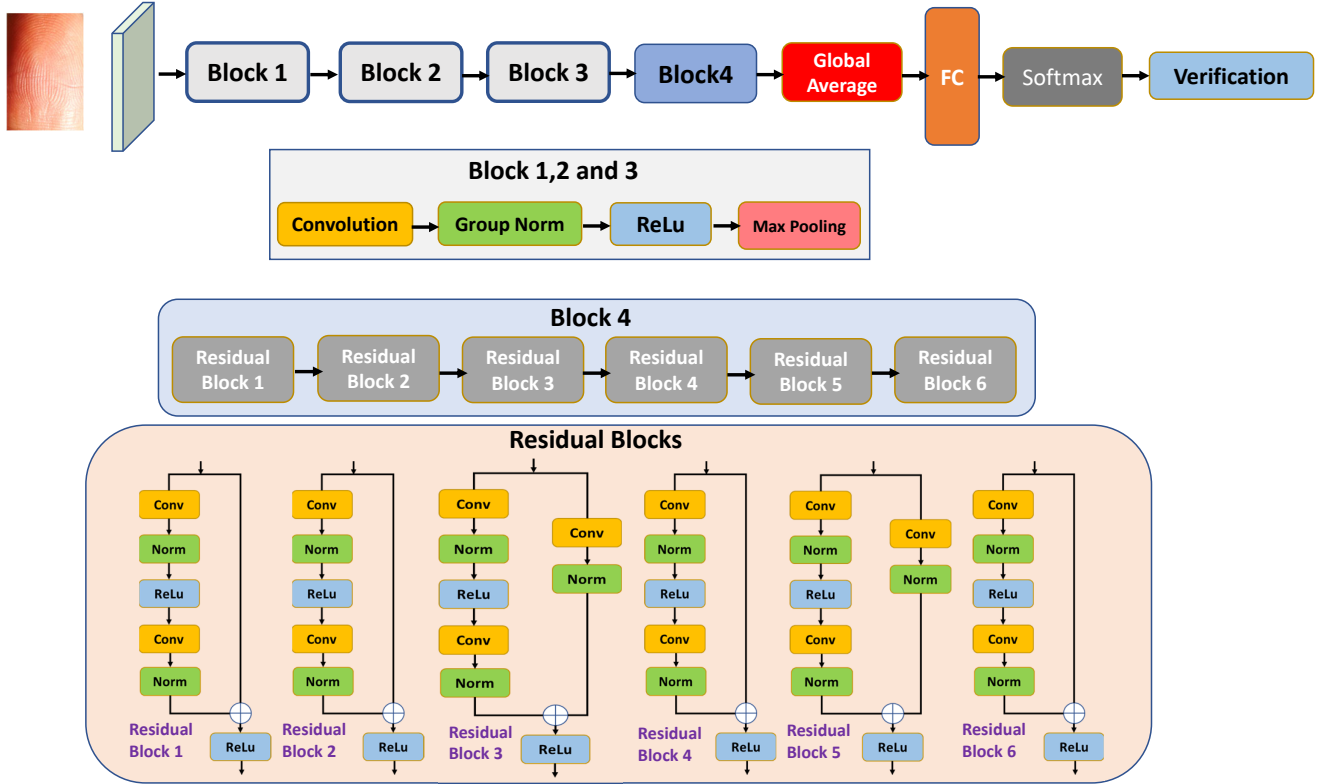 Block 1
Block 2
Block 3
Block4
Global
Average
FC
Softmax
Verification
Block 1,2 and 3
Convolution
Group Norm
ReLu
Max Pooling
Block 4
Residual
Block 1
Residual
Block 2
Residual
Block 3
Residual
Block 4
Residual
Block 5
Residual
Block 6
Residual Blocks
Conv
Norm
ReLu
Conv
Norm
Residual
Block 1
ReLu
Conv
Norm
ReLu
Conv
Norm
Residual
Block 2
ReLu
Conv
Norm
ReLu
Conv
Norm
Conv
Norm
Residual
Block 3
ReLu
Conv
Norm
ReLu
Conv
Norm
Residual
Block 4
ReLu
Conv
Norm
ReLu
Conv
Norm
Conv
Norm
Residual
Block 5
ReLu
Conv
Norm
ReLu
Conv
Norm
Residual
Block 6
ReLu